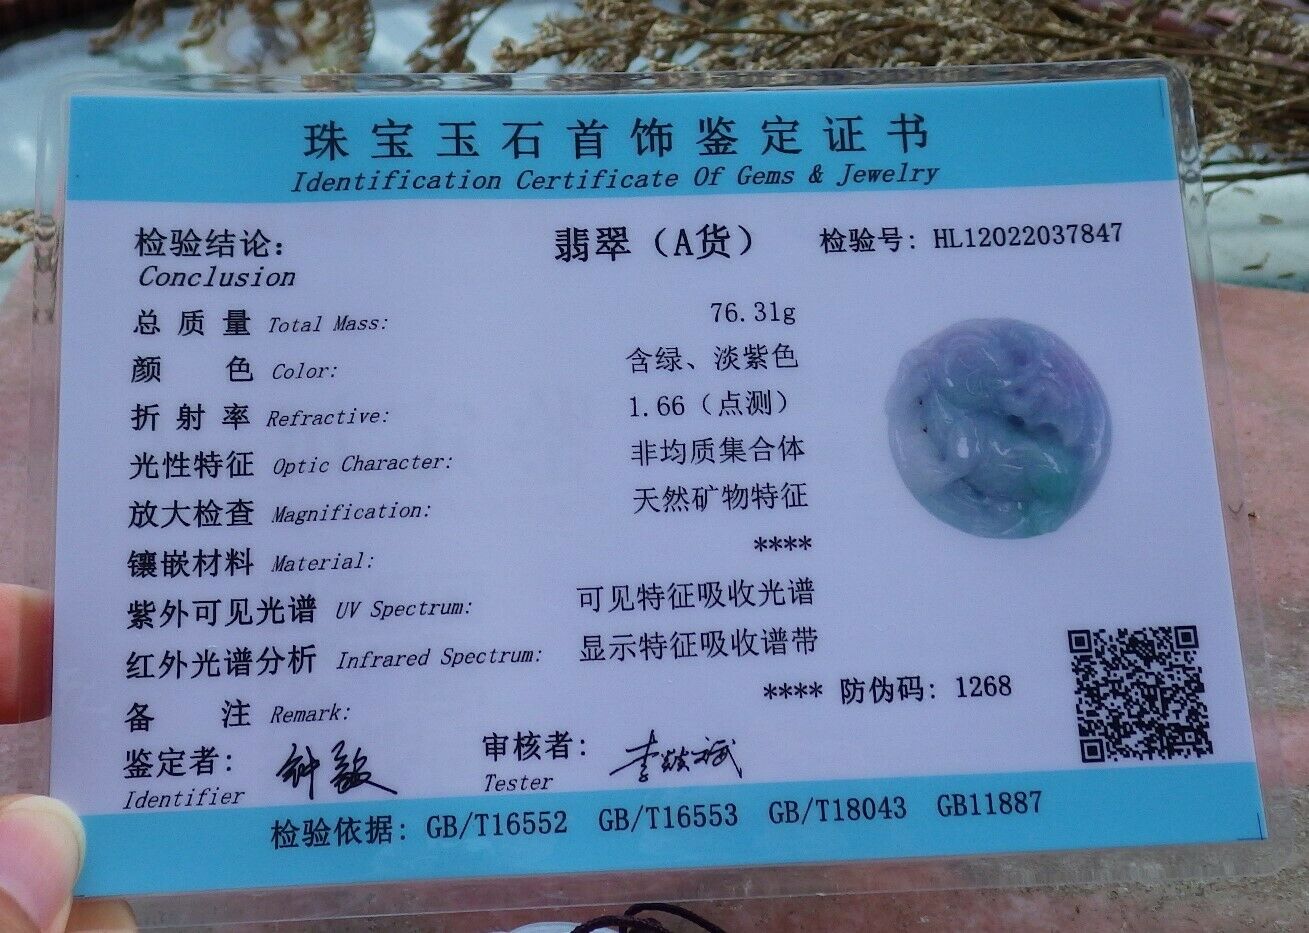 珠宝玉石首饰鉴定证书
Identification Certificate Of Gems & Jewelry
检验结论: 翡翠（A货） 检验号: HL12022037847
Conclusion
总质量 Total Mass: 76.31g
颜色 Color: 含绿、淡紫色
折射率 Refractive: 1.66（点测）
光性特征 Optic Character: 非均质集合体
放大检查 Magnification: 天然矿物特征
镶嵌材料 Material: ****
紫外可见光谱 UV Spectrum: 可见特征吸收光谱
红外光谱分析 Infrared Spectrum: 显示特征吸收谱带
备注 Remark: **** 防伪码: 1268
鉴定者: 审核者:
Identifier Tester
检验依据: GB/T16552 GB/T16553 GB/T18043 GB11887